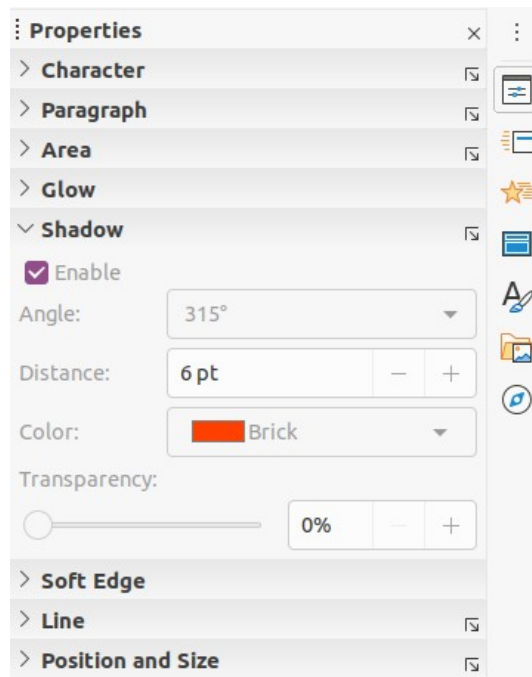 Properties
Character
Paragraph
Area
Glow
Shadow
Enable
Angle: 315°
Distance: 6 pt
Color: Brick
Transparency:
0%
Soft Edge
Line
Position and Size